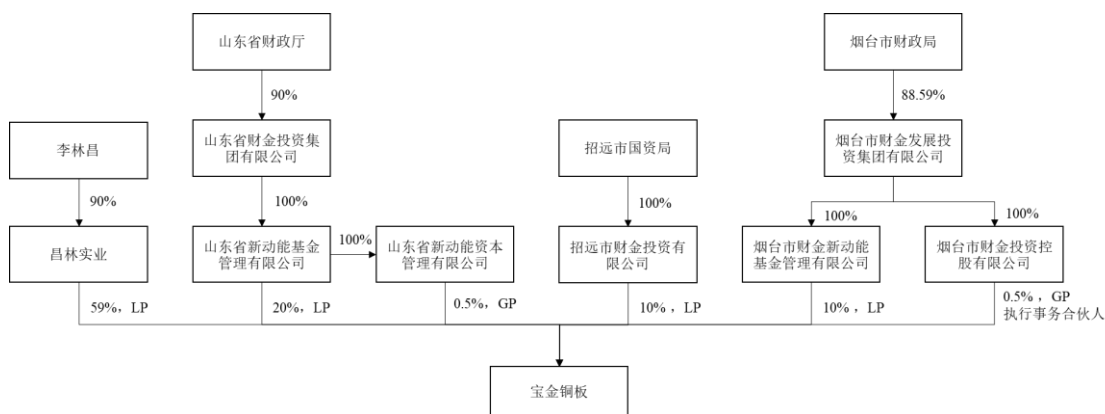 山东省财政厅
烟台市财政局
90%
88.59%
李林昌
山东省财金投资集
团有限公司
招远市国资局
烟台市财金发展投
资集团有限公司
90%
100%
100%
100%
100%
昌林实业
山东省新动能基金
管理有限公司
100%
山东省新动能资本
管理有限公司
招远市财金投资有
限公司
烟台市财金新动能
基金管理有限公司
烟台市财金投资控
股有限公司
59%，LP
20%，LP
0.5%，GP
10%，LP
10%，LP
0.5%，GP
执行事务合伙人
宝金铜板